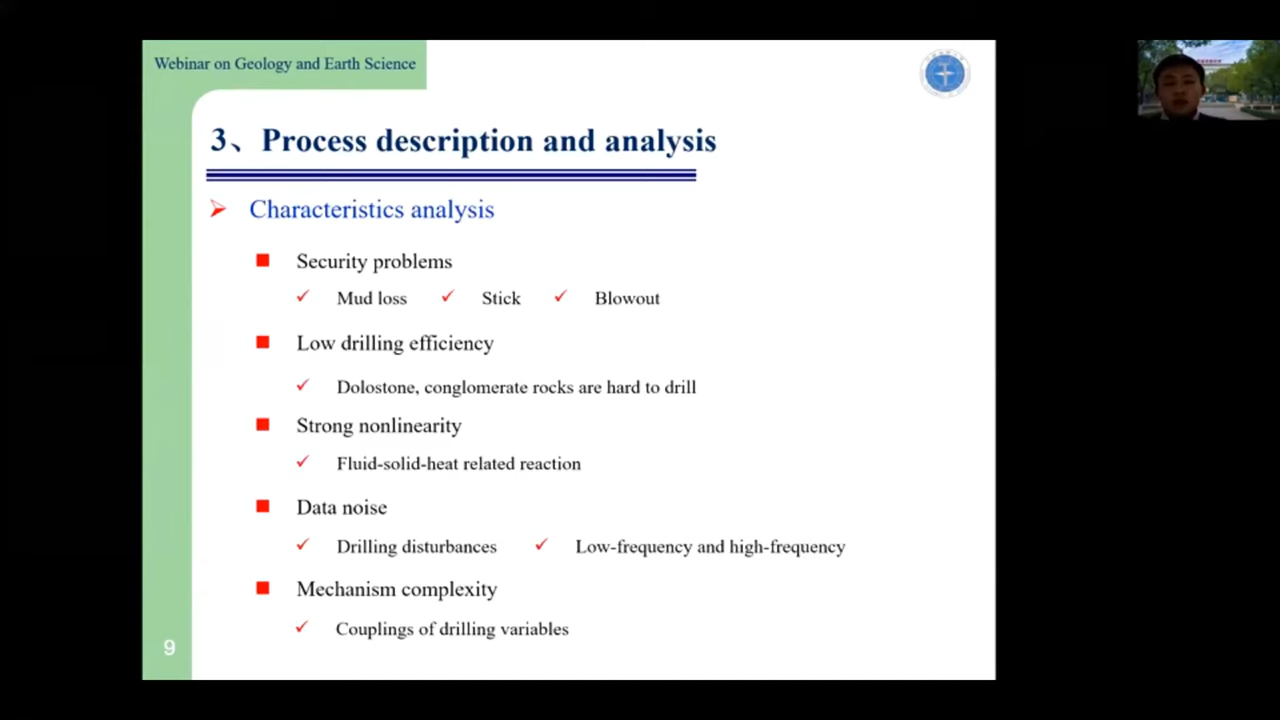 Webinar on Geology and Earth Science
3、Process description and analysis
Characteristics analysis
Security problems
Mud loss Stick Blowout
Low drilling efficiency
Dolostone, conglomerate rocks are hard to drill
Strong nonlinearity
Fluid-solid-heat related reaction
Data noise
Drilling disturbances Low-frequency and high-frequency
Mechanism complexity
Couplings of drilling variables
9